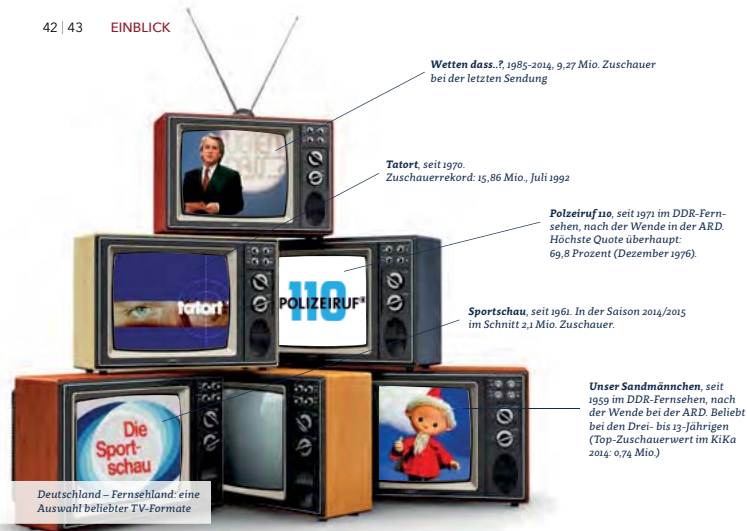 42 | 43 EINBLICK
Wetten dass..?, 1985-2014, 9,27 Mio. Zuschauer
bei der letzten Sendung
Tatort, seit 1970.
Zuschauerrekord: 15,86 Mio., Juli 1992
Polzeiruf 110, seit 1971 im DDR-Fern-
sehen, nach der Wende in der ARD.
Höchste Quote überhaupt:
69,8 Prozent (Dezember 1976).
tatort
110
POLIZEIRUF
Sportschau, seit 1961. In der Saison 2014/2015
im Schnitt 2,1 Mio. Zuschauer.
Unser Sandmännchen, seit
1959 im DDR-Fernsehen, nach
der Wende bei der ARD. Beliebt
bei den Drei- bis 13-Jährigen
(Top-Zuschauerwert im KiKa
2014: 0,74 Mio.)
Die
Sport-
schau
Deutschland – Fernsehland: eine
Auswahl beliebter TV-Formate